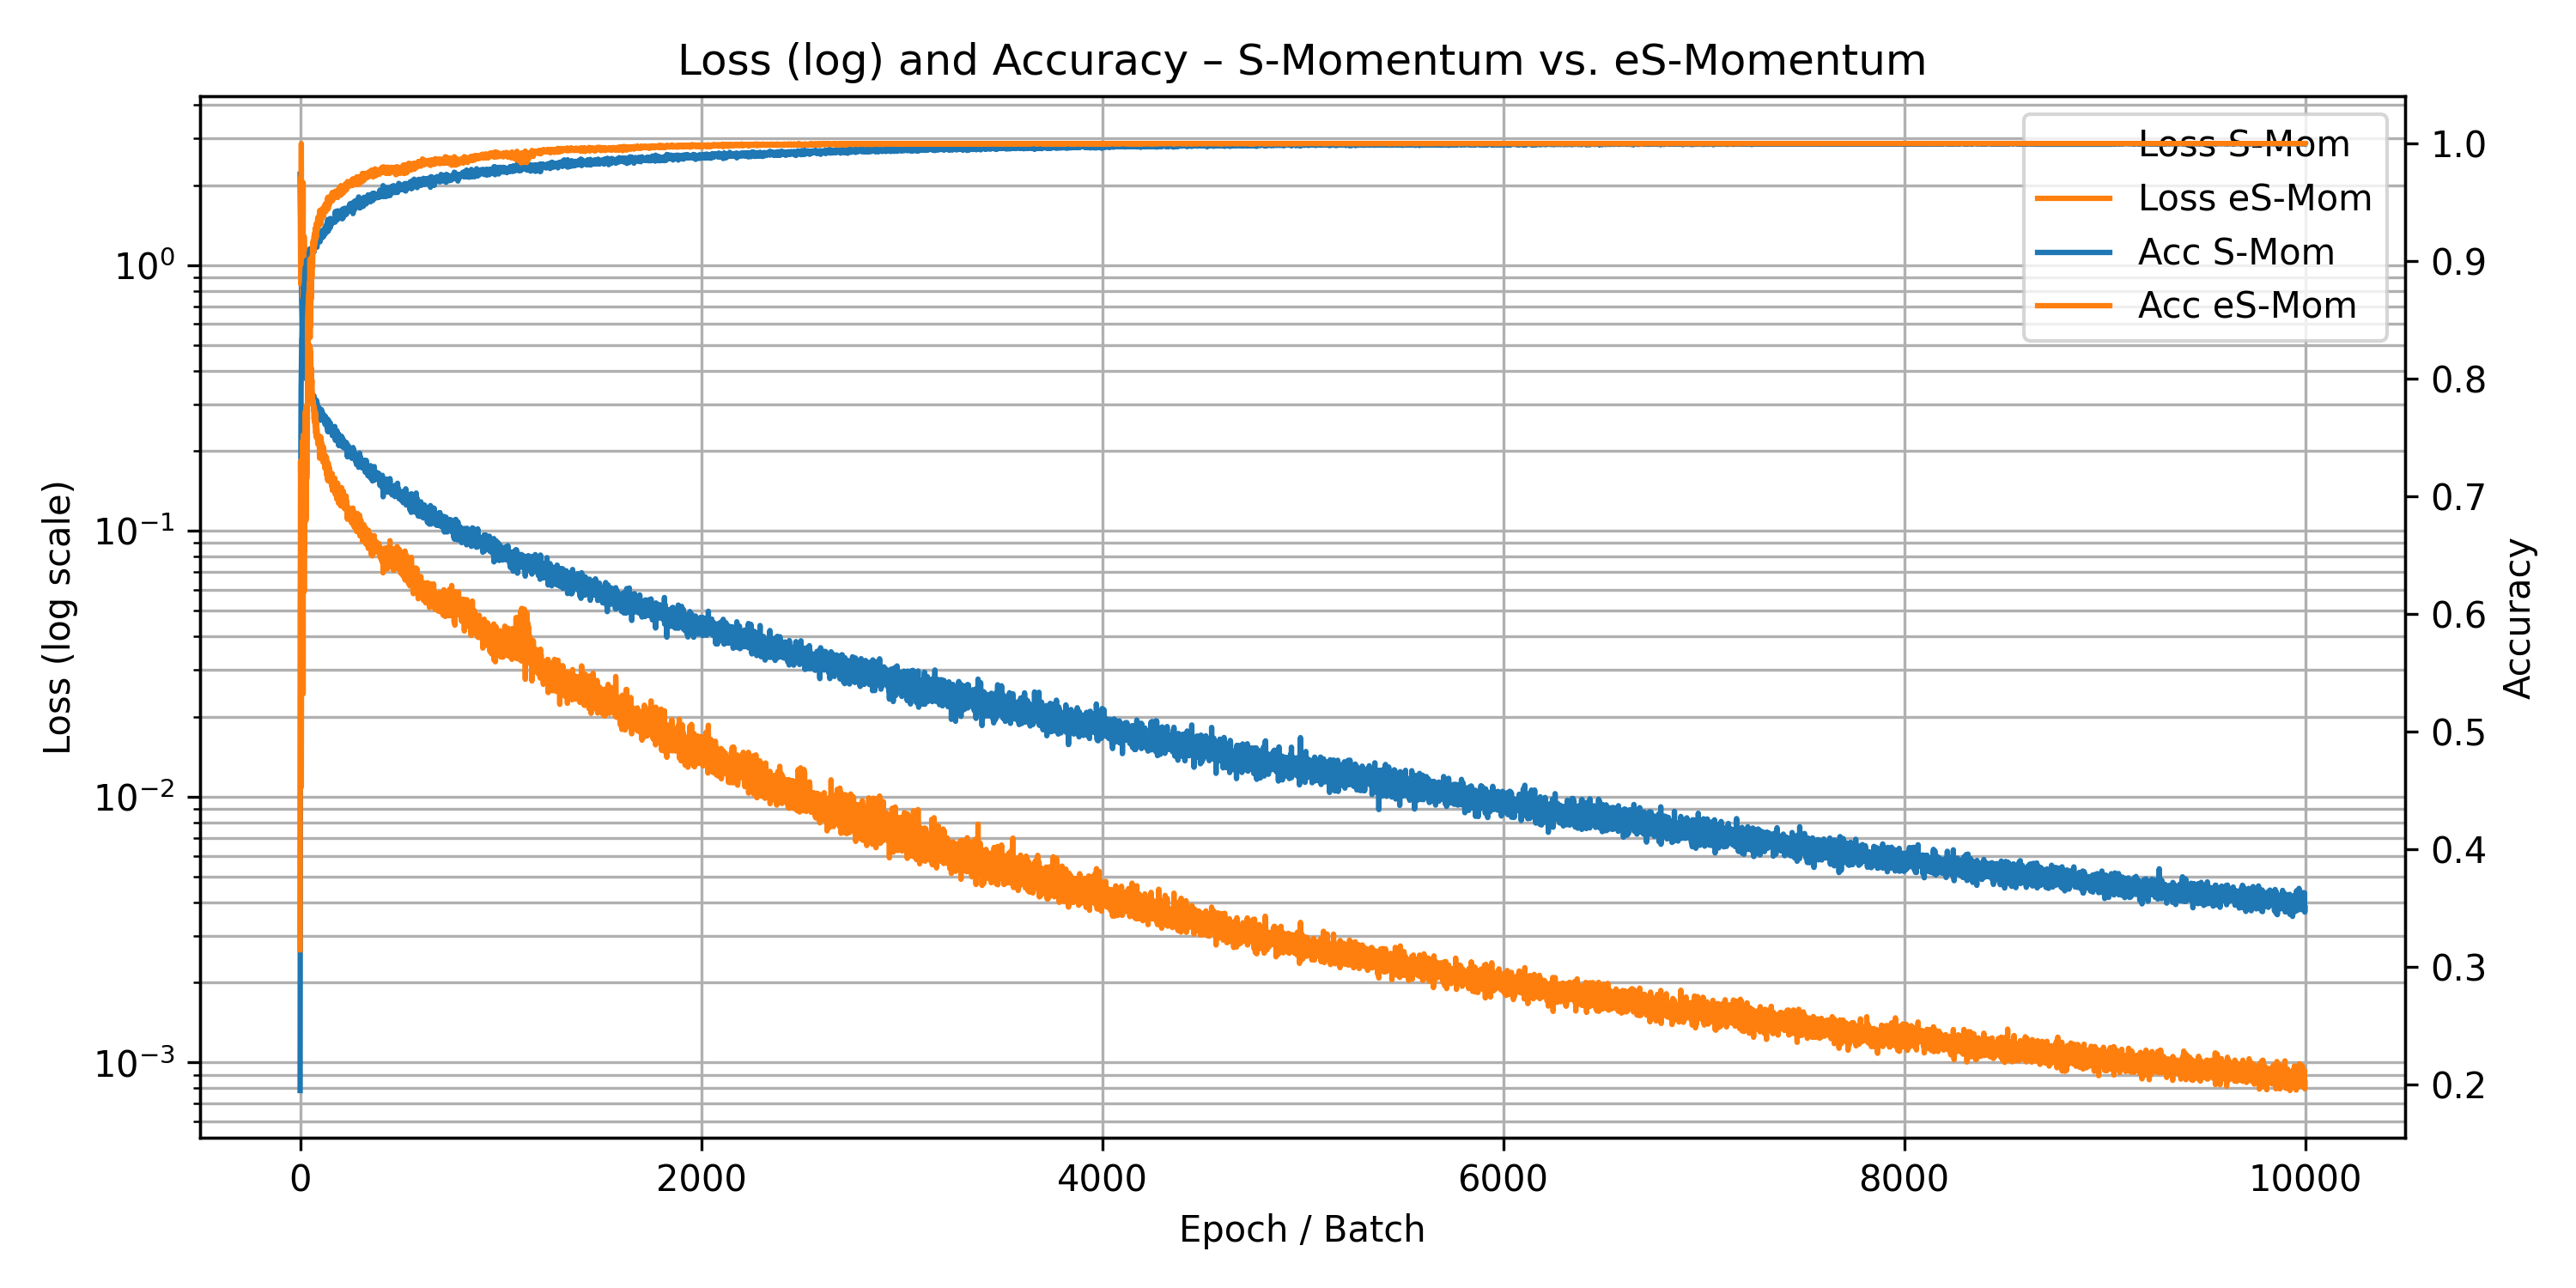 Loss (log) and Accuracy – S-Momentum vs. eS-Momentum
Loss (log scale)
10⁰
10⁻¹
10⁻²
10⁻³
Loss S-Mom
Loss eS-Mom
Acc S-Mom
Acc eS-Mom
1.0
0.9
0.8
0.7
0.6
0.5
0.4
0.3
0.2
Accuracy
0 2000 4000 6000 8000 10000
Epoch / Batch